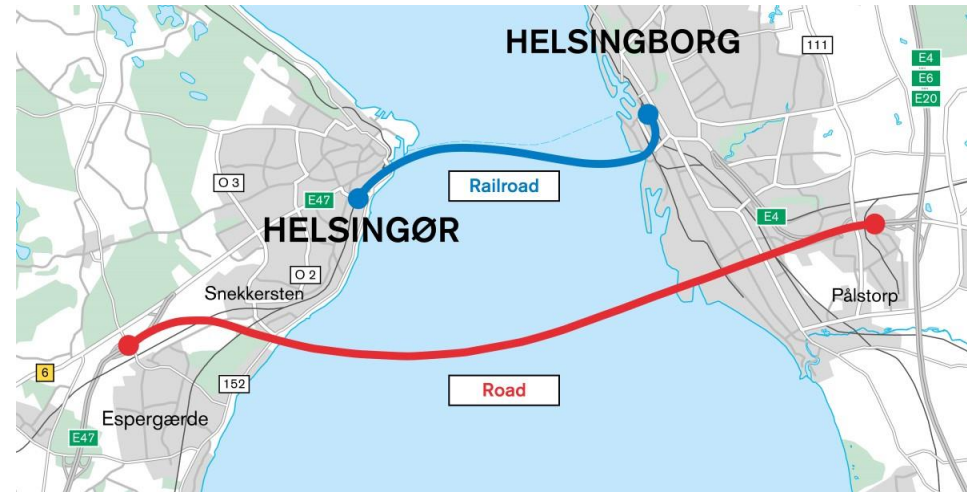 HELSINGBORG
111
E4
E6
E20
Railroad
O 3
E47
HELSINGØR
E4
O 2
Snekkersten
Pålstorp
6
152
Road
Espergærde
E47